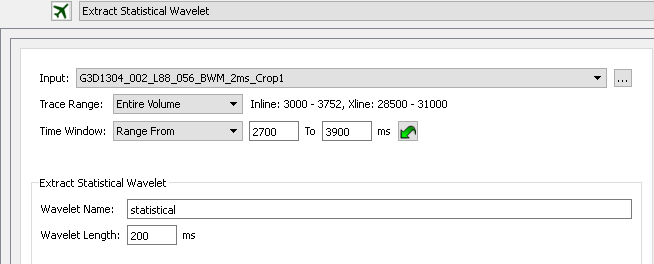 Extract Statistical Wavelet
Input: G3D1304_002_L88_056_BWM_2ms_Crop1 ...
Trace Range: Entire Volume Inline: 3000 - 3752, Xline: 28500 - 31000
Time Window: Range From 2700 To 3900 ms
Extract Statistical Wavelet
Wavelet Name: statistical
Wavelet Length: 200 ms